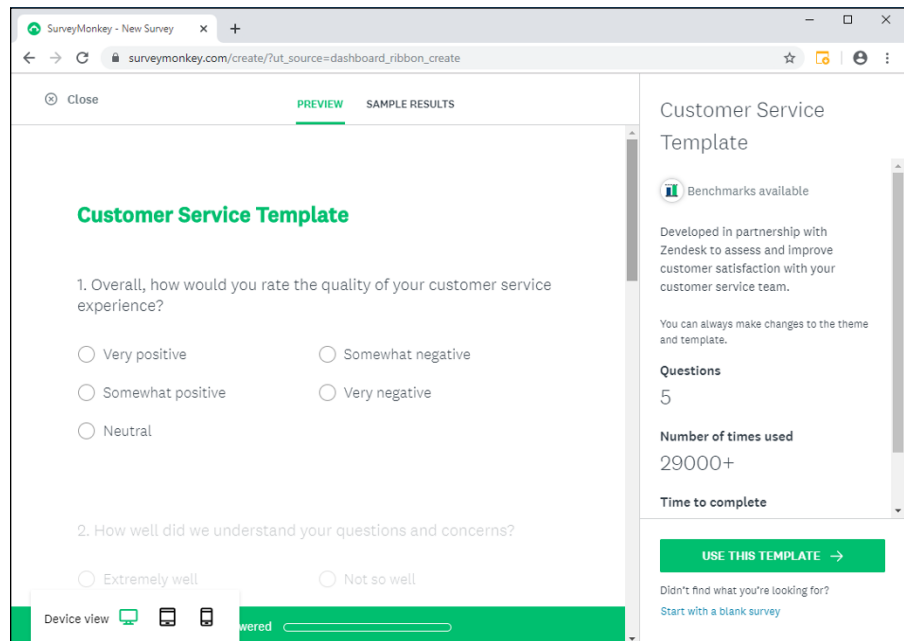 SurveyMonkey - New Survey
surveymonkey.com/create/?ut_source=dashboard_ribbon_create
Close
PREVIEW
SAMPLE RESULTS
Customer Service Template
1. Overall, how would you rate the quality of your customer service
experience?
Very positive
Somewhat negative
Somewhat positive
Very negative
Neutral
2. How well did we understand your questions and concerns?
Extremely well
Not so well
Device view
wered
Customer Service
Template
Benchmarks available
Developed in partnership with
Zendesk to assess and improve
customer satisfaction with your
customer service team.
You can always make changes to the theme
and template.
Questions
5
Number of times used
29000+
Time to complete
USE THIS TEMPLATE →
Didn't find what you're looking for?
Start with a blank survey